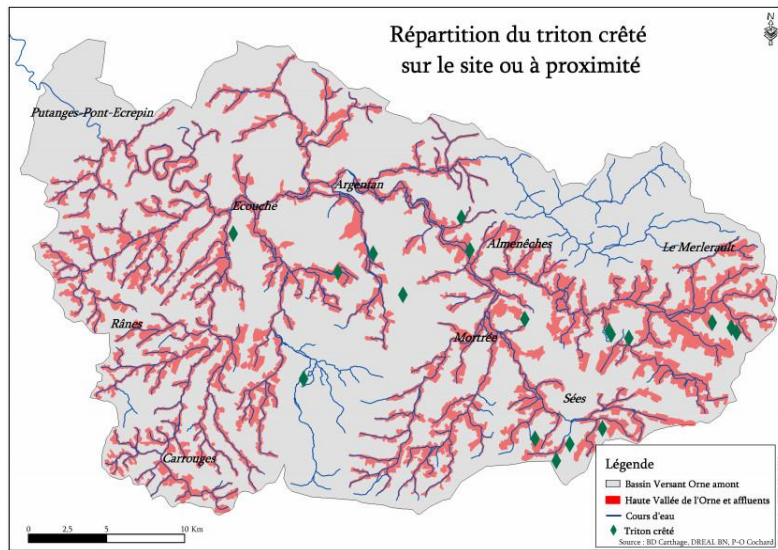 Répartition du triton crêté
sur le site ou à proximité
N
Putanges-Pont-Ecrepin
Argentan
Ecouché
Almenêches
Le Merlerault
Rânes
Mortrée
Sées
Carrouges
Légende
Bassin Versant Orne amont
Haute Vallée de l'Orne et affluents
Cours d'eau
Triton crêté
Source : BD Carthage, DREAL BN, P-O Cochard
0 2,5 5 10 Km